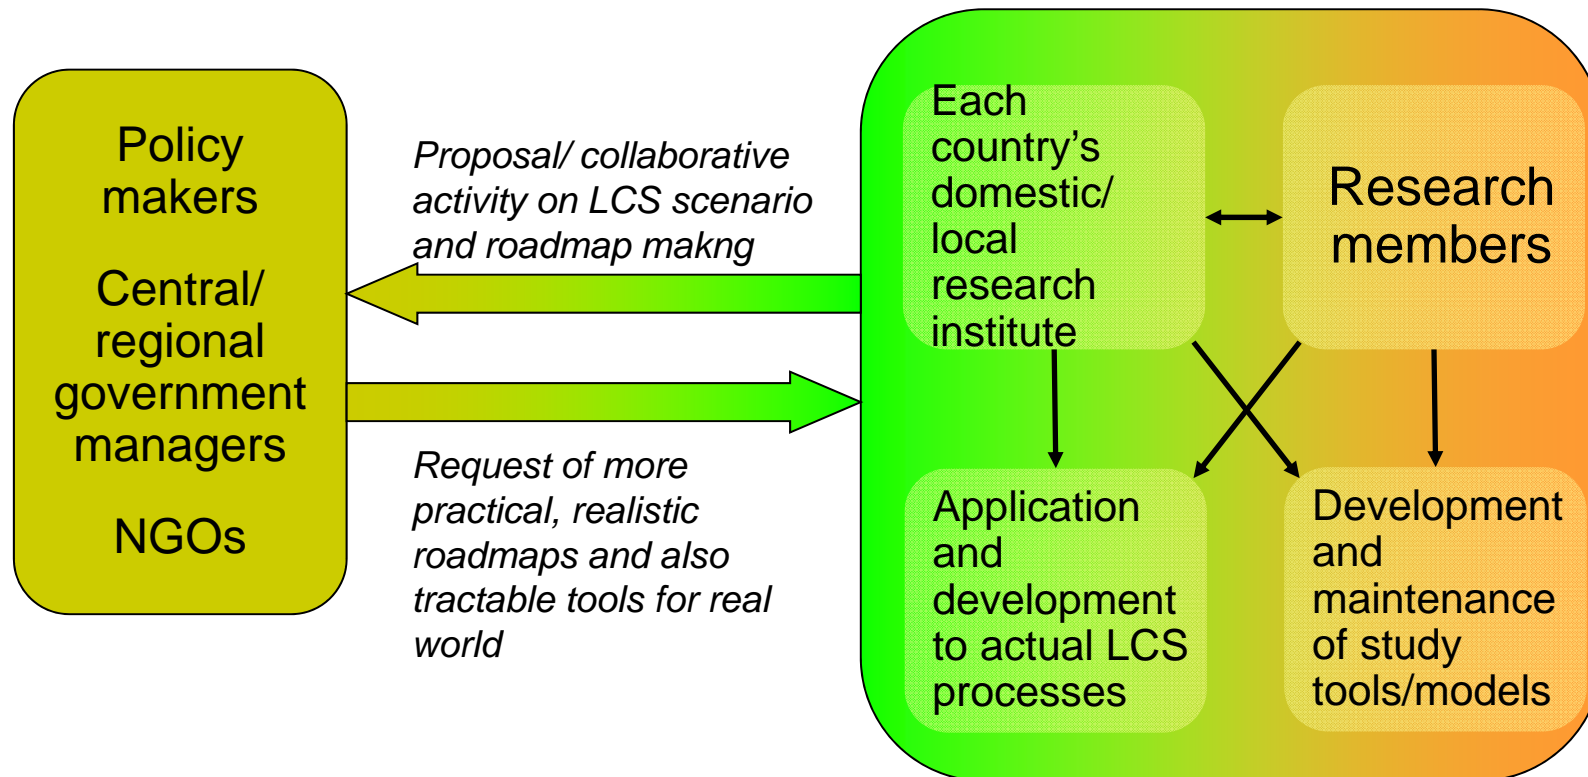 Policy
makers
Central/
regional
government
managers
NGOs
Proposal/ collaborative
activity on LCS scenario
and roadmap makng
Request of more
practical, realistic
roadmaps and also
tractable tools for real
world
Each
country’s
domestic/
local
research
institute
Research
members
Application
and
development
to actual LCS
processes
Development
and
maintenance
of study
tools/models